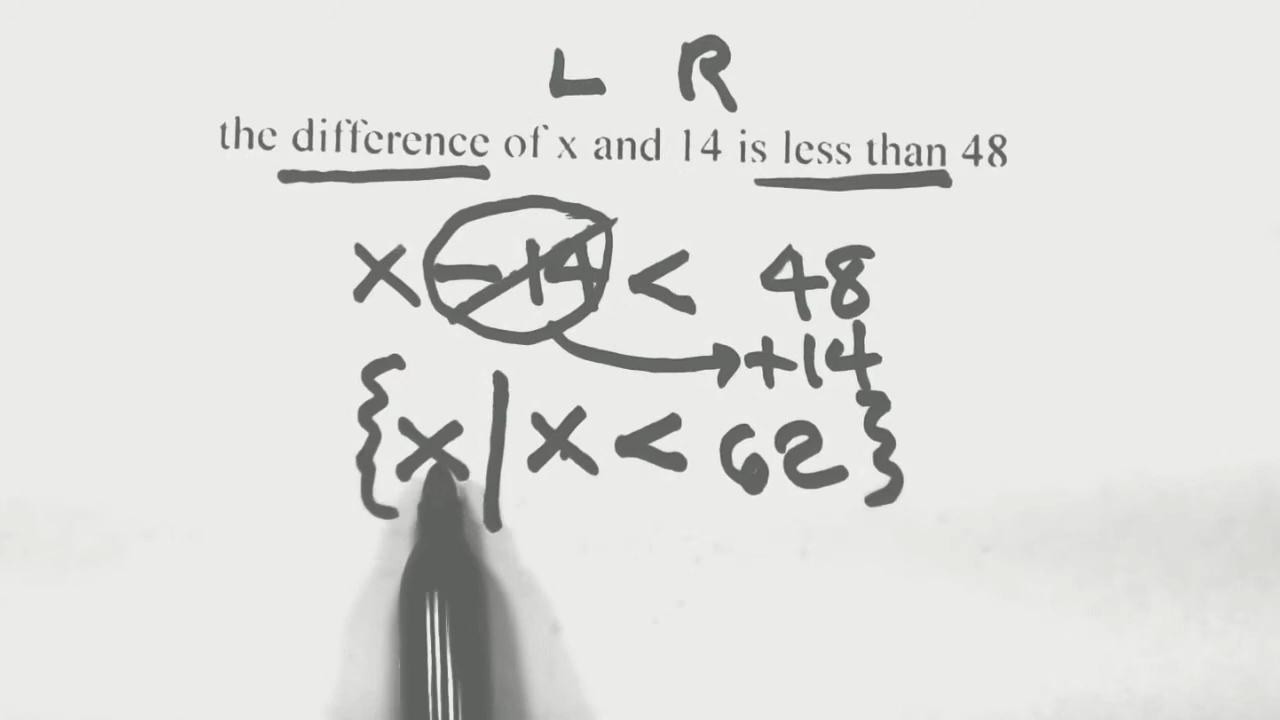 L R
the difference of x and 14 is less than 48
x - 14 < 48
+14
{x | x < 62}